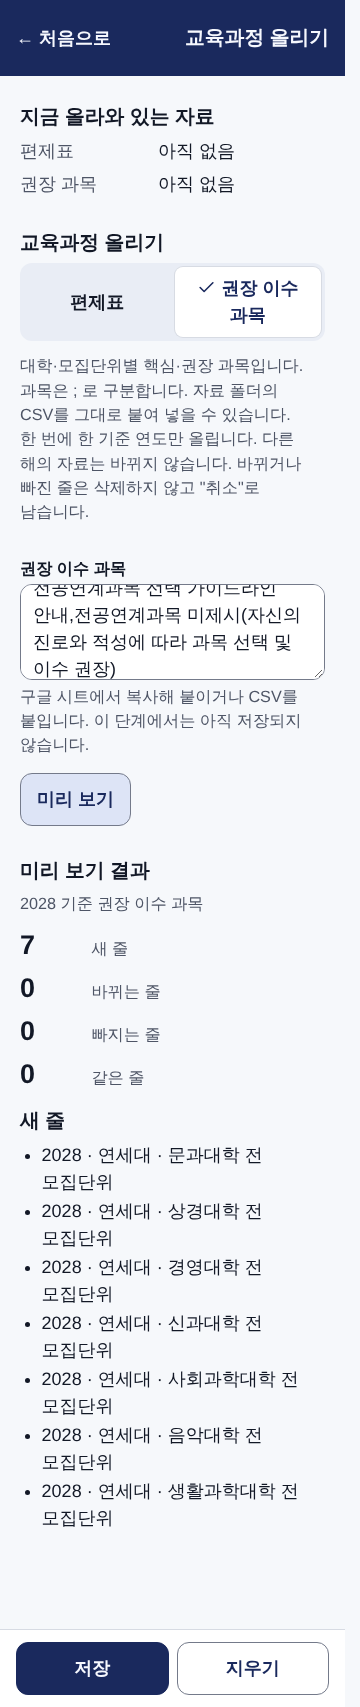 ← 처음으로
교육과정 올리기
지금 올라와 있는 자료
편제표 아직 없음
권장 과목 아직 없음
교육과정 올리기
편제표
✓ 권장 이수
과목
대학·모집단위별 핵심·권장 과목입니다.
과목은 ; 로 구분합니다. 자료 폴더의
CSV를 그대로 붙여 넣을 수 있습니다.
한 번에 한 기준 연도만 올립니다. 다른
해의 자료는 바뀌지 않습니다. 바뀌거나
빠진 줄은 삭제하지 않고 "취소"로
남습니다.
권장 이수 과목
전공연계과목 선택 가이드라인
안내,전공연계과목 미제시(자신의
진로와 적성에 따라 과목 선택 및
이수 권장)
구글 시트에서 복사해 붙이거나 CSV를
붙입니다. 이 단계에서는 아직 저장되지
않습니다.
미리 보기
미리 보기 결과
2028 기준 권장 이수 과목
7 새 줄
0 바뀌는 줄
0 빠지는 줄
0 같은 줄
새 줄
• 2028 · 연세대 · 문과대학 전
모집단위
• 2028 · 연세대 · 상경대학 전
모집단위
• 2028 · 연세대 · 경영대학 전
모집단위
• 2028 · 연세대 · 신과대학 전
모집단위
• 2028 · 연세대 · 사회과학대학 전
모집단위
• 2028 · 연세대 · 음악대학 전
모집단위
• 2028 · 연세대 · 생활과학대학 전
모집단위
저장
지우기